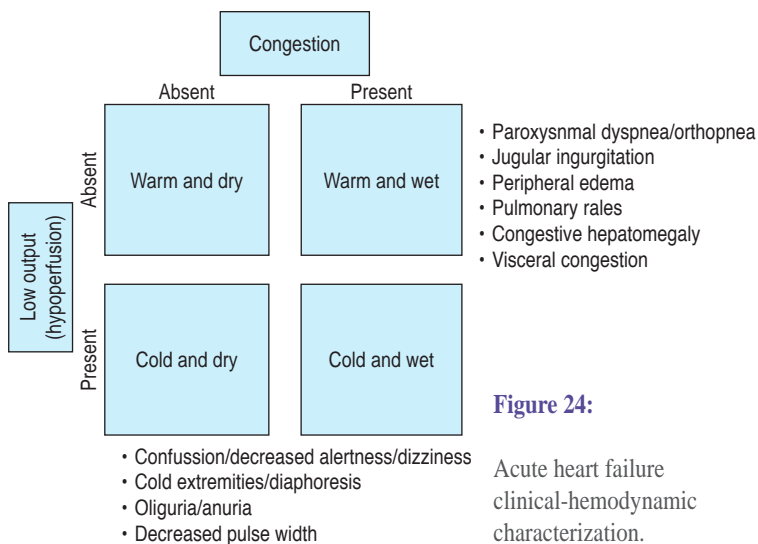 Congestion
Absent
Present
Low output
(hypoperfusion)
Absent
Warm and dry
Warm and wet
• Paroxysnmal dyspnea/orthopnea
• Jugular ingurgitation
• Peripheral edema
• Pulmonary rales
• Congestive hepatomegaly
• Visceral congestion
Present
Cold and dry
Cold and wet
• Confussion/decreased alertness/dizziness
• Cold extremities/diaphoresis
• Oliguria/anuria
• Decreased pulse width
Figure 24:
Acute heart failure
clinical-hemodynamic
characterization.